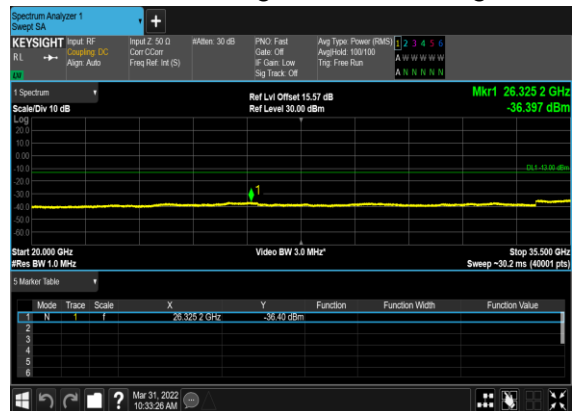 Spectrum Analyzer 1
Swept SA
+
KEYSIGHT Input: RF Input Z: 50 Ω #Atten: 30 dB PNO: Fast Avg Type: Power (RMS) 1 2 3 4 5 6
RL Coupling: DC Corr CCorr Gate: Off Avg|Hold: 100/100 A W W W W W
Align: Auto Freq Ref: Int (S) IF Gain: Low Trig: Free Run
Sig Track: Off A N N N N N
1 Spectrum
Ref Lvl Offset 15.57 dB Mkr1 26.325 2 GHz
Scale/Div 10 dB Ref Level 30.00 dBm -36.397 dBm
Log
20.0
10.0
0.00
-10.0
DL1 -13.00 dBm
-20.0
-30.0
1
-40.0
-50.0
-60.0
Start 20.000 GHz Video BW 3.0 MHz* Stop 35.500 GHz
#Res BW 1.0 MHz Sweep ~30.2 ms (40001 pts)
5 Marker Table
Mode Trace Scale X Y Function Function Width Function Value
1 N 1 f 26.325 2 GHz -36.40 dBm
2
3
4
5
6
? Mar 31, 2022
10:33:26 AM